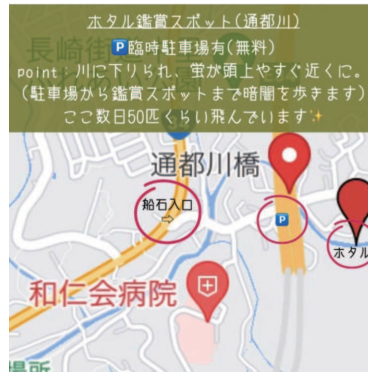 ホタル鑑賞スポット(通都川)
🅿臨時駐車場有(無料)
point：川に下りられ、蛍が頭上やすぐ近くに。
(駐車場から鑑賞スポットまで暗闇を歩きます)
ここ数日50匹くらい飛んでいます✨
長崎街道
通都川橋
船石入口
⇨
P
ホタル
和仁会病院
場所